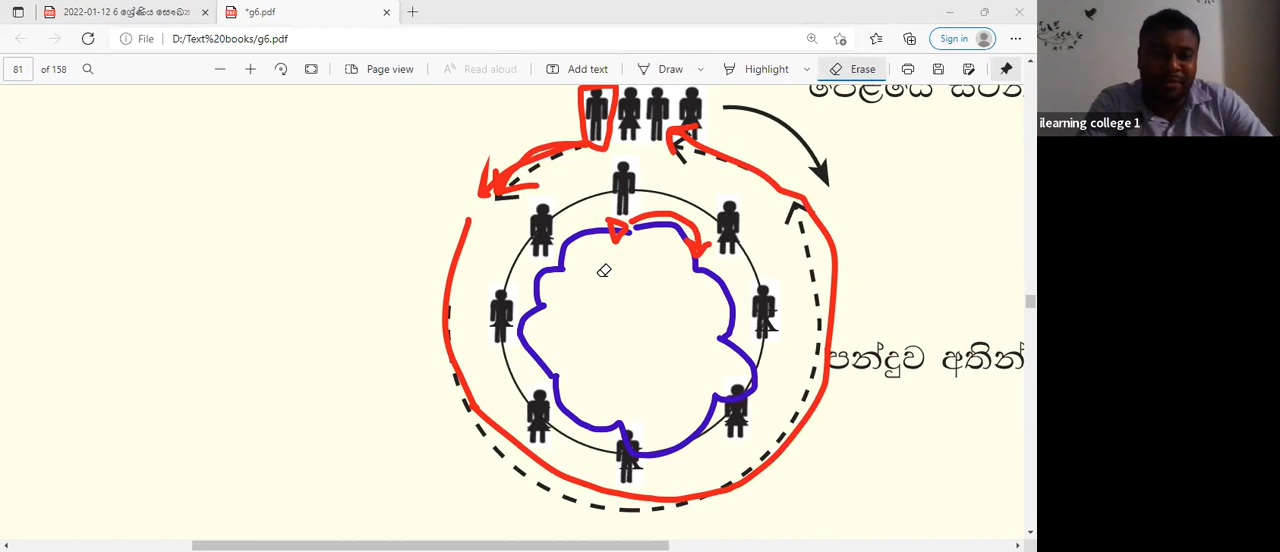 2022-01-12 6 ශ්‍රේණිය සෞඛ්‍ය
*g6.pdf
File
D:/Text%20books/g6.pdf
Sign in
81 of 158
Page view
Read aloud
Add text
Draw
Highlight
Erase
ilearning college 1
පන්දුව අතින්